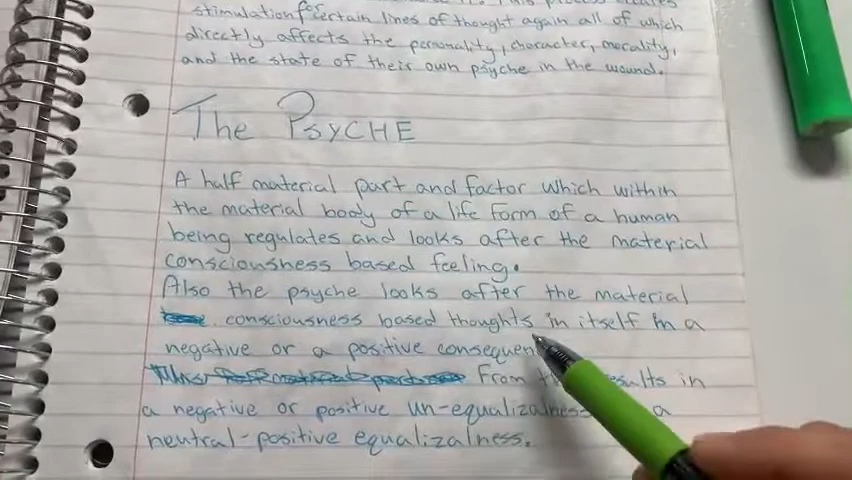 stimulation for certain lines of thought again all of which
directly affects the personality, character, morality,
and the state of their own psyche in the wound.
The PSYCHE
A half material part and factor which within
the material body of a life form of a human
being regulates and looks after the material
consciousness based feeling.
Also the psyche looks after the material
consciousness based thoughts in itself in a
negative or a positive
From results in
a negative or positive un-equalizalness a
neutral-positive equalizalness.